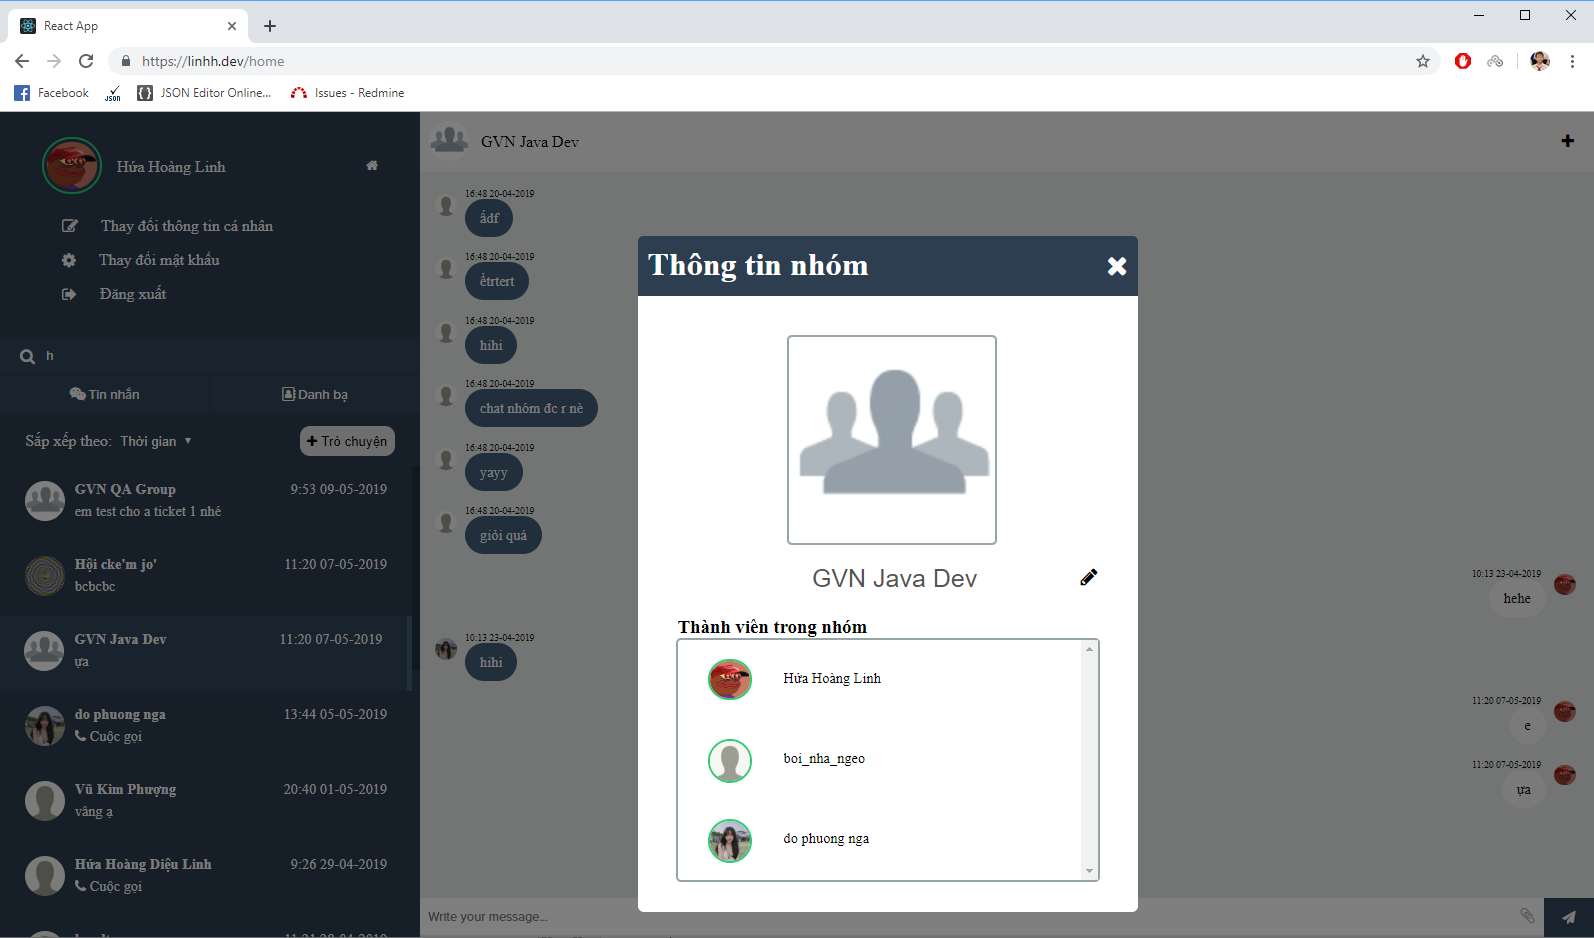 React App
https://linhh.dev/home
Facebook
JSON
JSON Editor Online...
Issues - Redmine
Hứa Hoàng Linh
Thay đổi thông tin cá nhân
Thay đổi mật khẩu
Đăng xuất
h
Tin nhắn
Danh bạ
Sắp xếp theo: Thời gian
Trò chuyện
GVN QA Group 9:53 09-05-2019
em test cho a ticket 1 nhé
Hội cke'm jo' 11:20 07-05-2019
bcbcbc
GVN Java Dev 11:20 07-05-2019
ựa
do phuong nga 13:44 05-05-2019
Cuộc gọi
Vũ Kim Phượng 20:40 01-05-2019
vâng ạ
Hứa Hoàng Diệu Linh 9:26 29-04-2019
Cuộc gọi
GVN Java Dev
16:48 20-04-2019
ấdf
16:48 20-04-2019
ểtrtert
16:48 20-04-2019
hihi
16:48 20-04-2019
chat nhóm đc r nè
16:48 20-04-2019
yayy
16:48 20-04-2019
giỏi quá
10:13 23-04-2019
hehe
10:13 23-04-2019
hihi
11:20 07-05-2019
e
11:20 07-05-2019
ựa
Write your message...
Thông tin nhóm
GVN Java Dev
Thành viên trong nhóm
Hứa Hoàng Linh
boi_nha_ngeo
do phuong nga